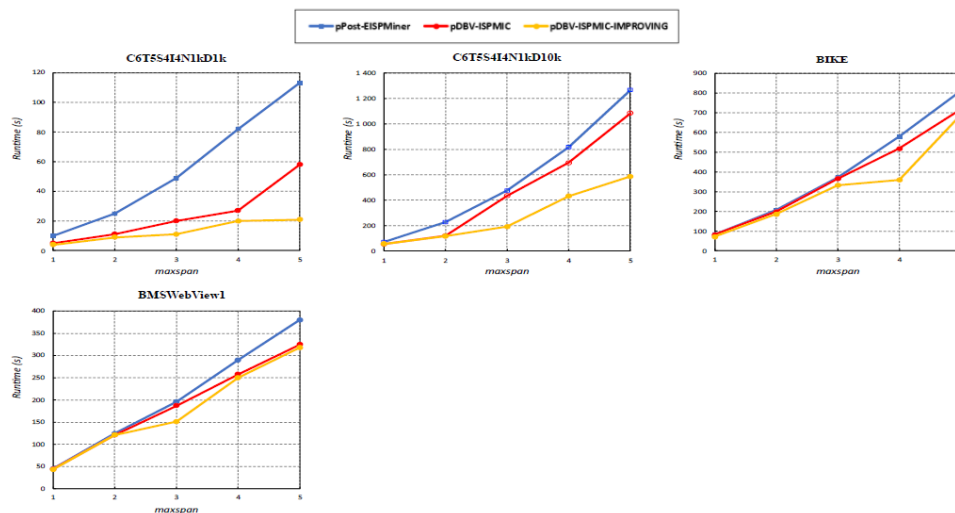 pPost-EISPMiner pDBV-ISPMIC pDBV-ISPMIC-IMPROVING
C6T5S4I4N1kD1k
Runtime (s)
120
100
80
60
40
20
0
1 2 3 4 5
maxspan
C6T5S4I4N1kD10k
Runtime (s)
1 400
1 200
1 000
800
600
400
200
0
1 2 3 4 5
maxspan
BIKE
Runtime (s)
900
800
700
600
500
400
300
200
100
0
1 2 3 4
maxspan
BMSWebView1
Runtime (s)
400
350
300
250
200
150
100
50
0
1 2 3 4 5
maxspan